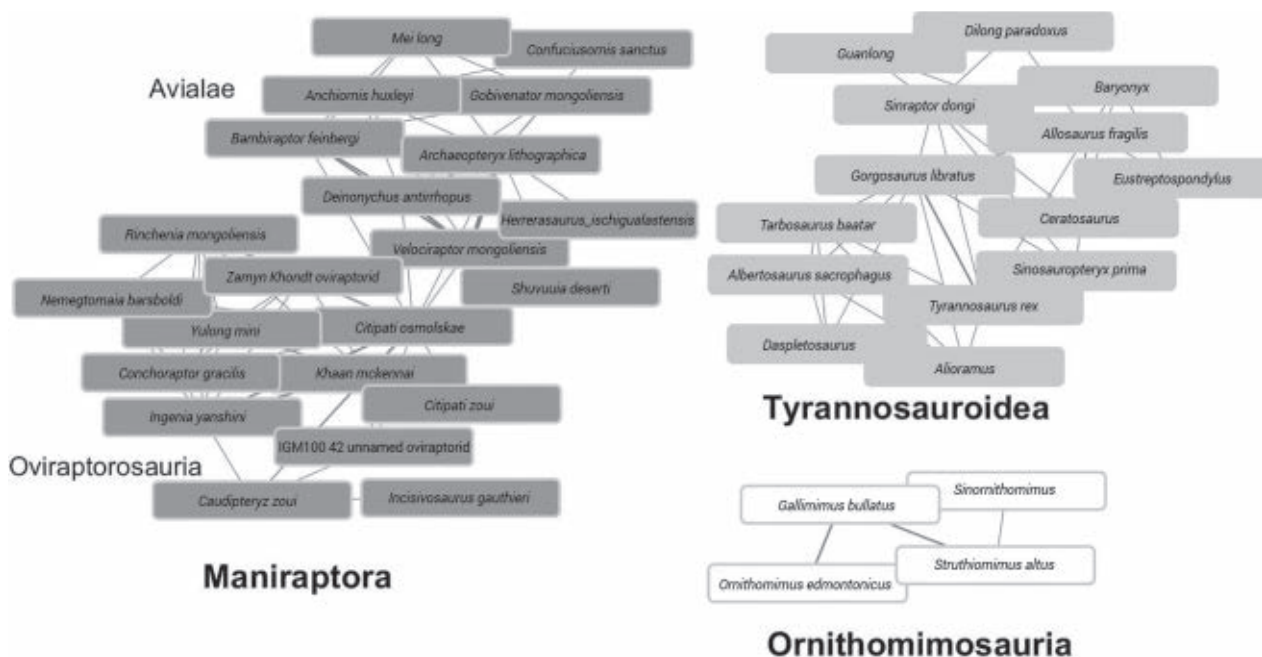 Mei long
Confuciusornis sanctus
Avialae
Anchiornis huxleyi
Gobivenator mongoliensis
Bambiraptor feinbergi
Archaeopteryx lithographica
Deinonychus antirrhopus
Herrerasaurus_ischigualastensis
Rinchenia mongoliensis
Velociraptor mongoliensis
Zamyn Khondt oviraptorid
Nemegtomaia barsboldi
Shuvuuia deserti
Yulong mini
Citipati osmolskae
Conchoraptor gracilis
Khaan mckennai
Citipati zoui
Ingenia yanshini
IGM100 42 unnamed oviraptorid
Oviraptorosauria
Caudipteryz zoui
Incisivosaurus gauthieri
Maniraptora
Dilong paradoxus
Guanlong
Baryonyx
Sinraptor dongi
Allosaurus fragilis
Gorgosaurus libratus
Eustreptospondylus
Tarbosaurus baatar
Ceratosaurus
Albertosaurus sacrophagus
Sinosauropteryx prima
Tyrannosaurus rex
Daspletosaurus
Alioramus
Tyrannosauroidea
Sinornithomimus
Gallimimus bullatus
Struthiomimus altus
Ornithomimus edmontonicus
Ornithomimosauria